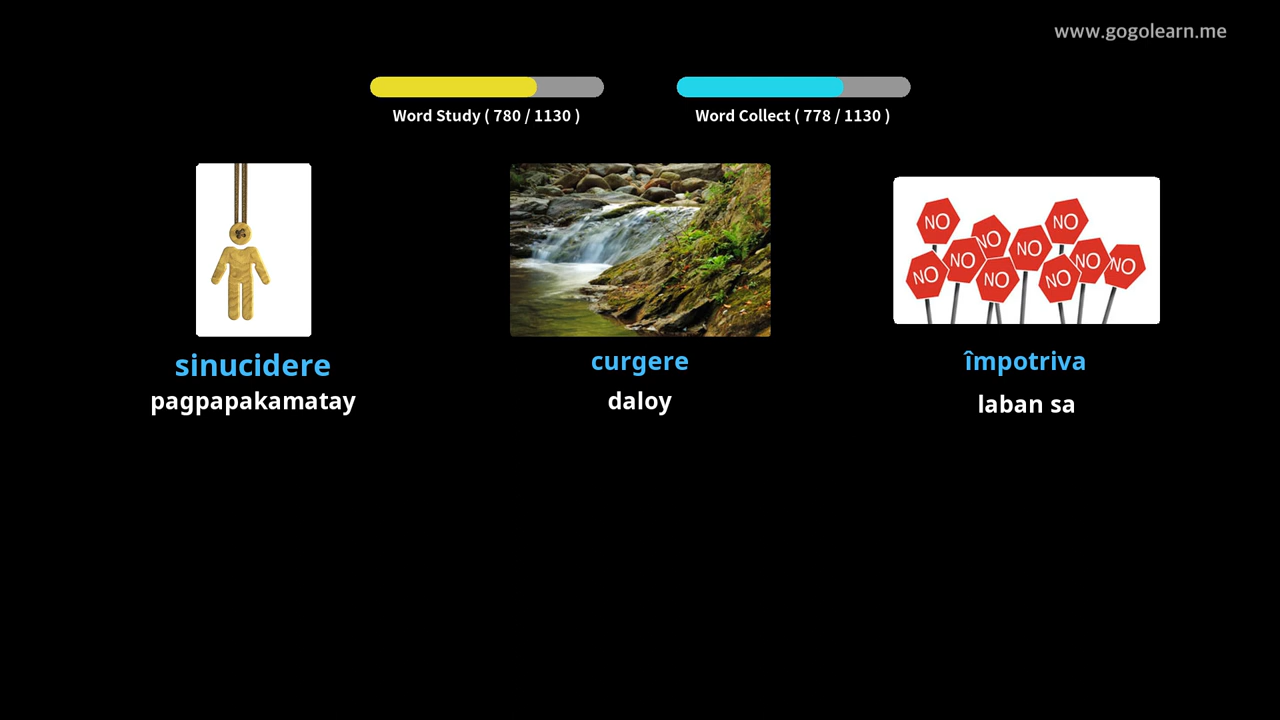 www.gogolearn.me
Word Study ( 780 / 1130 )
Word Collect ( 778 / 1130 )
NO
NO
NO
NO
NO
NO
NO
NO
NO
NO
sinucidere
curgere
împotriva
pagpapakamatay
daloy
laban sa